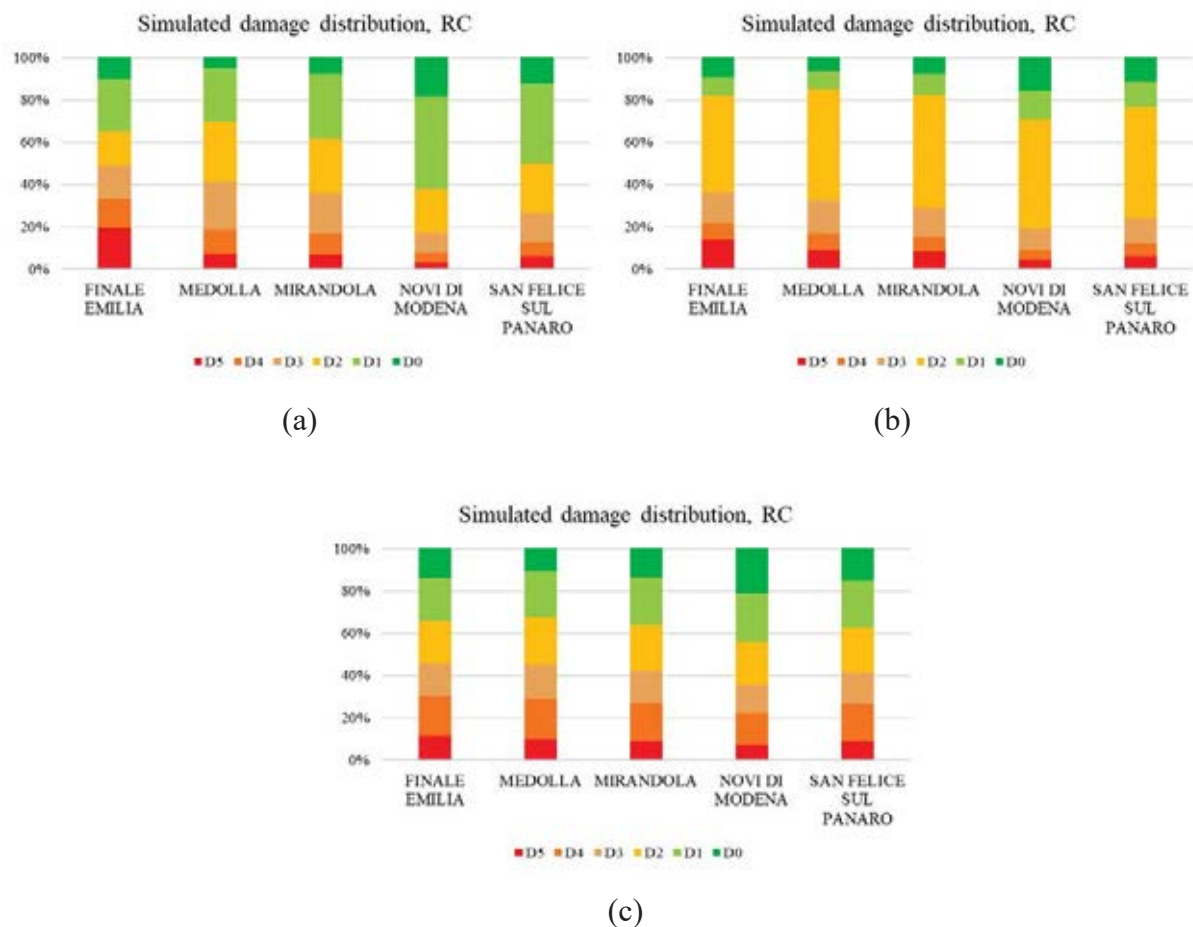 Simulated damage distribution, RC
100%
80%
60%
40%
20%
0%
FINALE EMILIA
MEDOLLA
MIRANDOLA
NOVI DI MODENA
SAN FELICE SUL PANARO
D5 D4 D3 D2 D1 D0
(a)
Simulated damage distribution, RC
100%
80%
60%
40%
20%
0%
FINALE EMILIA
MEDOLLA
MIRANDOLA
NOVI DI MODENA
SAN FELICE SUL PANARO
D5 D4 D3 D2 D1 D0
(b)
Simulated damage distribution, RC
100%
80%
60%
40%
20%
0%
FINALE EMILIA
MEDOLLA
MIRANDOLA
NOVI DI MODENA
SAN FELICE SUL PANARO
D5 D4 D3 D2 D1 D0
(c)